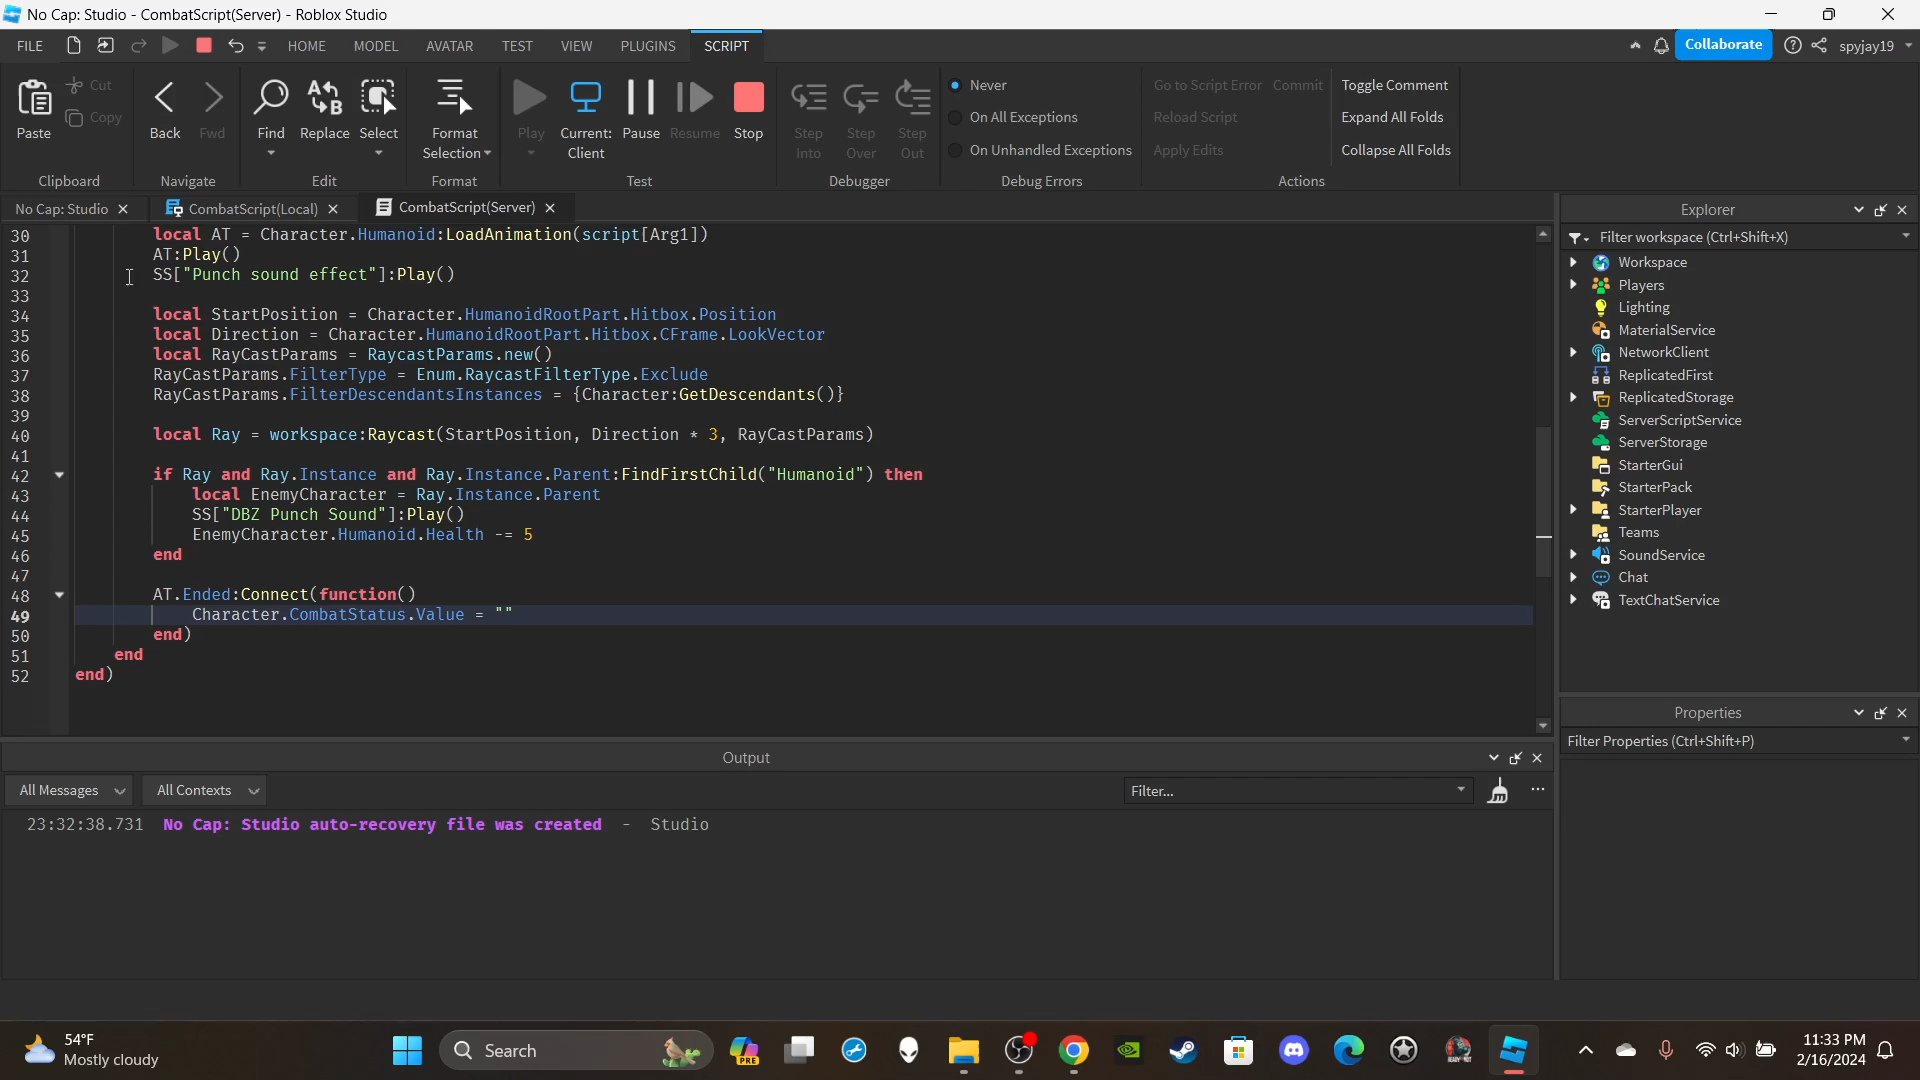 No Cap: Studio - CombatScript(Server) - Roblox Studio
FILE HOME MODEL AVATAR TEST VIEW PLUGINS SCRIPT Collaborate spyjay19
Paste Cut Copy Back Fwd Find Replace Select Format Selection Play Current: Client Pause Resume Stop Step Into Step Over Step Out
Never
On All Exceptions
On Unhandled Exceptions
Go to Script Error Commit
Reload Script
Apply Edits
Toggle Comment
Expand All Folds
Collapse All Folds
Clipboard Navigate Edit Format Test Debugger Debug Errors Actions
No Cap: Studio CombatScript(Local) CombatScript(Server)
30 local AT = Character.Humanoid:LoadAnimation(script[Arg1])
31 AT:Play()
32 SS["Punch sound effect"]:Play()
33
34 local StartPosition = Character.HumanoidRootPart.Hitbox.Position
35 local Direction = Character.HumanoidRootPart.Hitbox.CFrame.LookVector
36 local RayCastParams = RaycastParams.new()
37 RayCastParams.FilterType = Enum.RaycastFilterType.Exclude
38 RayCastParams.FilterDescendantsInstances = {Character:GetDescendants()}
39
40 local Ray = workspace:Raycast(StartPosition, Direction * 3, RayCastParams)
41
42 if Ray and Ray.Instance and Ray.Instance.Parent:FindFirstChild("Humanoid") then
43 local EnemyCharacter = Ray.Instance.Parent
44 SS["DBZ Punch Sound"]:Play()
45 EnemyCharacter.Humanoid.Health -= 5
46 end
47
48 AT.Ended:Connect(function()
49 Character.CombatStatus.Value = ""
50 end)
51 end
52 end)
Explorer
Filter workspace (Ctrl+Shift+X)
Workspace
Players
Lighting
MaterialService
NetworkClient
ReplicatedFirst
ReplicatedStorage
ServerScriptService
ServerStorage
StarterGui
StarterPack
StarterPlayer
Teams
SoundService
Chat
TextChatService
Properties
Filter Properties (Ctrl+Shift+P)
Output
All Messages All Contexts Filter...
23:32:38.731 No Cap: Studio auto-recovery file was created - Studio
54°F
Mostly cloudy
Search
PRE
11:33 PM
2/16/2024